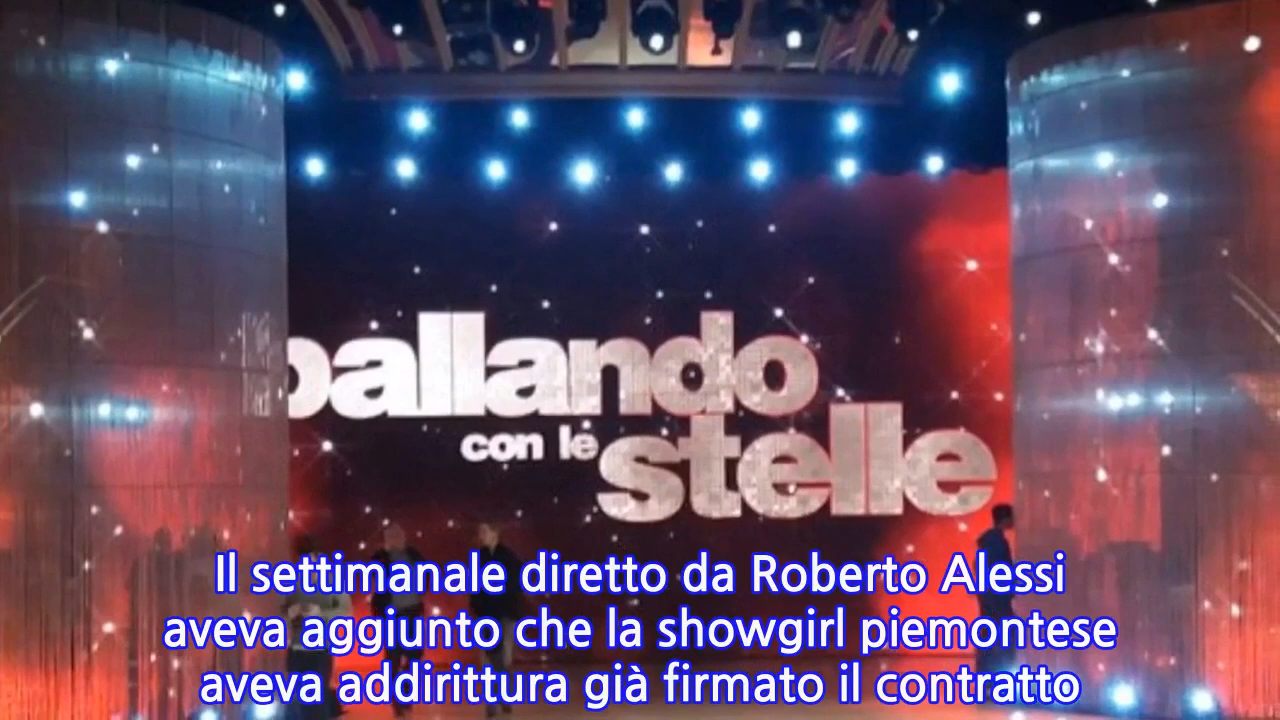 ballando
con le
stelle
Il settimanale diretto da Roberto Alessi
aveva aggiunto che la showgirl piemontese
aveva addirittura già firmato il contratto